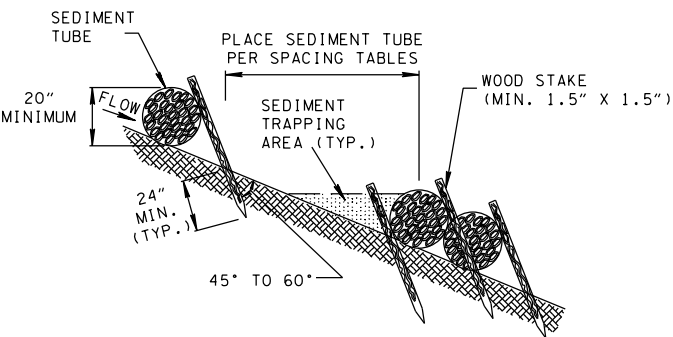 SEDIMENT
TUBE
PLACE SEDIMENT TUBE
PER SPACING TABLES
WOOD STAKE
(MIN. 1.5" X 1.5")
20"
MINIMUM
FLOW
SEDIMENT
TRAPPING
AREA (TYP.)
24"
MIN.
(TYP.)
45° TO 60°